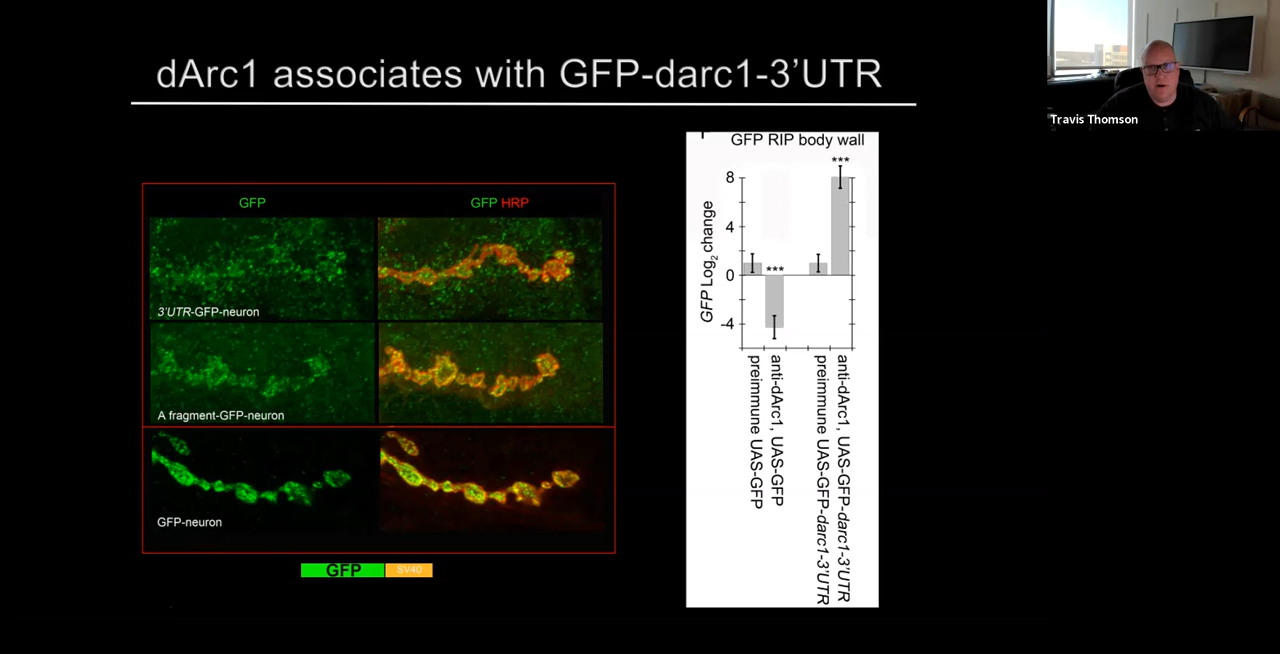 dArc1 associates with GFP-darc1-3’UTR
Travis Thomson
GFP
GFP HRP
3’UTR-GFP-neuron
A fragment-GFP-neuron
GFP-neuron
GFP SV40
GFP RIP body wall
GFP Log2 change
8
4
0
-4
***
***
preimmune UAS-GFP
anti-dArc1, UAS-GFP
preimmune UAS-GFP-darc1-3’UTR
anti-dArc1, UAS-GFP-darc1-3’UTR